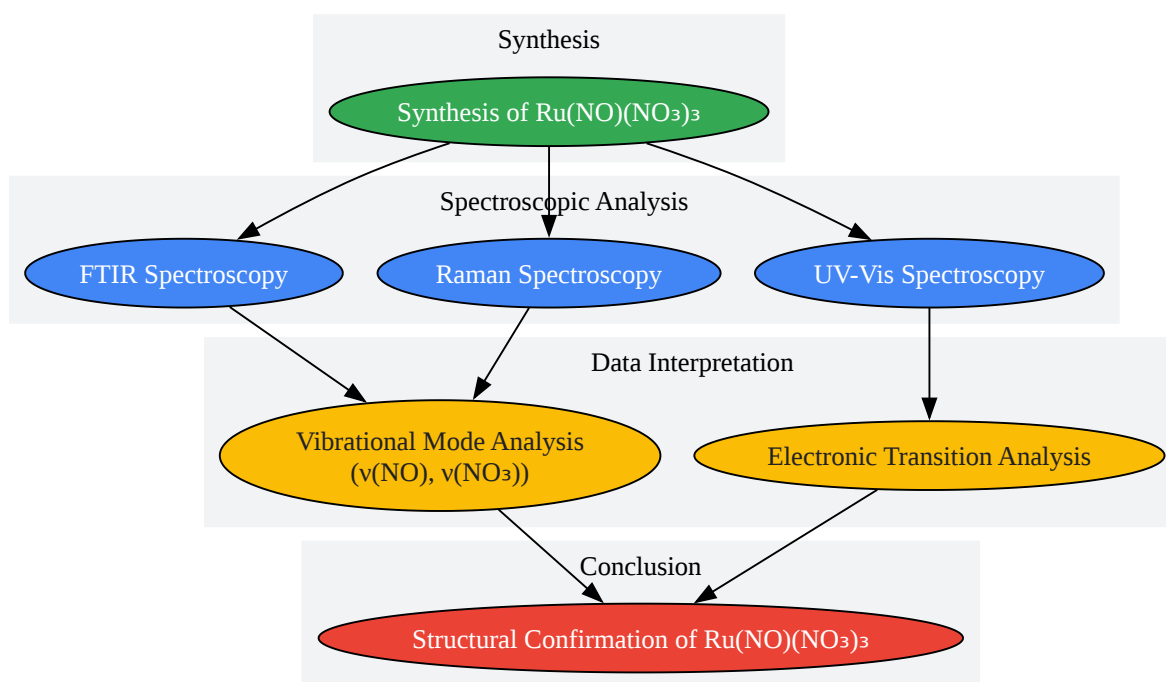 Synthesis
Synthesis of Ru(NO)(NO₃)₃
Spectroscopic Analysis
FTIR Spectroscopy
Raman Spectroscopy
UV-Vis Spectroscopy
Data Interpretation
Vibrational Mode Analysis
(ν(NO), ν(NO₃))
Electronic Transition Analysis
Conclusion
Structural Confirmation of Ru(NO)(NO₃)₃